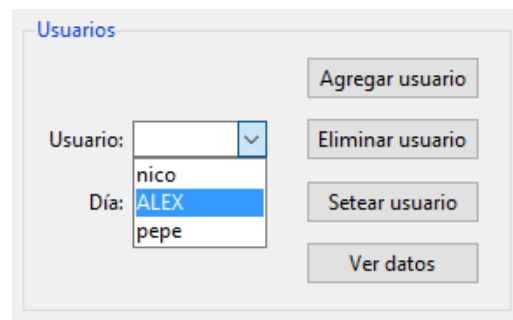 Usuarios
Agregar usuario
Usuario:
Eliminar usuario
nico
Día:
ALEX
Setear usuario
pepe
Ver datos